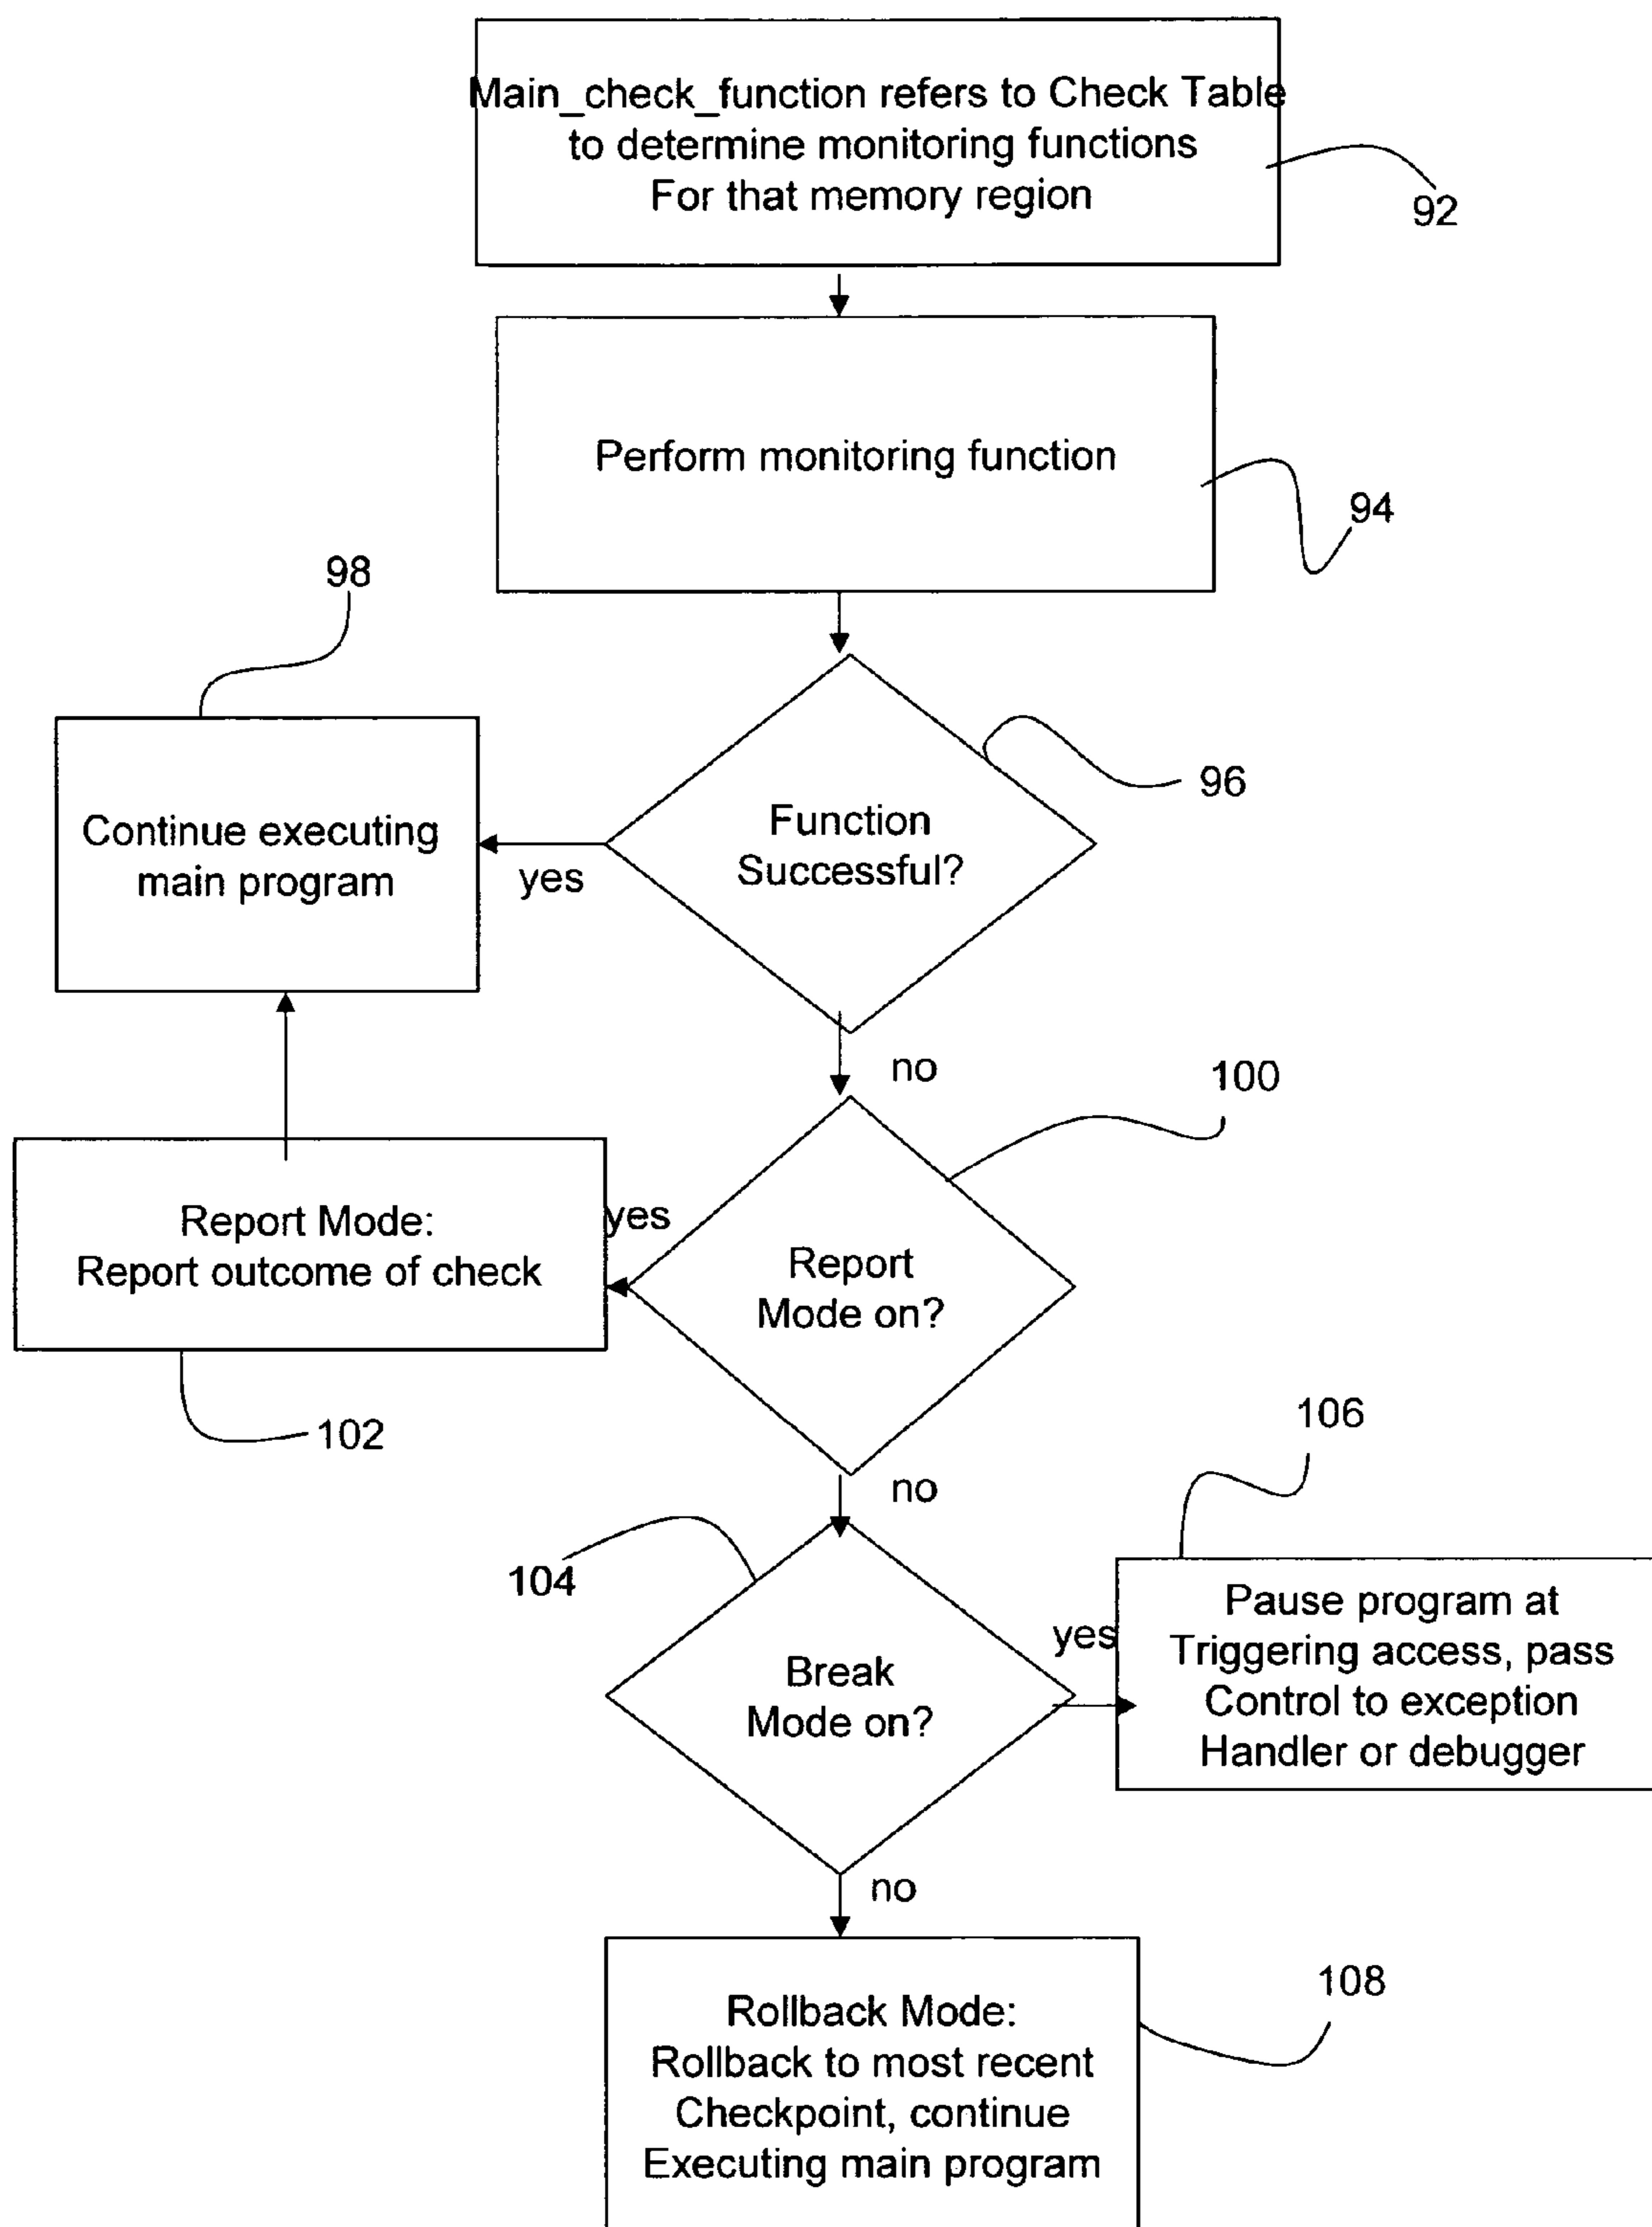 Main_check_function refers to Check Table
to determine monitoring functions
For that memory region
92
Perform monitoring function
94
98
96
Function
Successful?
Continue executing
main program
yes
no
100
Report Mode:
Report outcome of check
yes
Report
Mode on?
102
no
106
104
Break
Mode on?
yes
Pause program at
Triggering access, pass
Control to exception
Handler or debugger
no
108
Rollback Mode:
Rollback to most recent
Checkpoint, continue
Executing main program